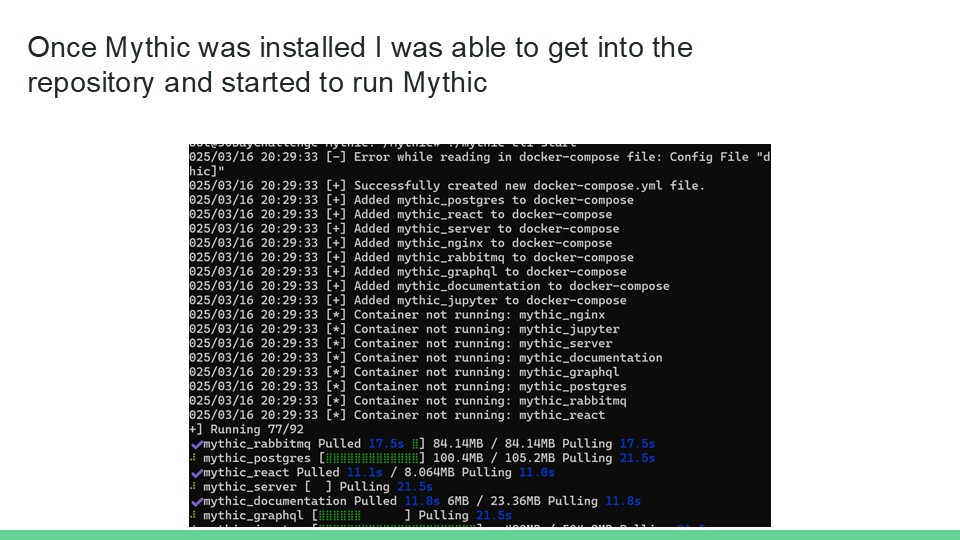 Once Mythic was installed I was able to get into the
repository and started to run Mythic
025/03/16 20:29:33 [-] Error while reading in docker-compose file: Config File "d
hic]"
025/03/16 20:29:33 [+] Successfully created new docker-compose.yml file.
025/03/16 20:29:33 [+] Added mythic_postgres to docker-compose
025/03/16 20:29:33 [+] Added mythic_react to docker-compose
025/03/16 20:29:33 [+] Added mythic_server to docker-compose
025/03/16 20:29:33 [+] Added mythic_nginx to docker-compose
025/03/16 20:29:33 [+] Added mythic_rabbitmq to docker-compose
025/03/16 20:29:33 [+] Added mythic_graphql to docker-compose
025/03/16 20:29:33 [+] Added mythic_documentation to docker-compose
025/03/16 20:29:33 [+] Added mythic_jupyter to docker-compose
025/03/16 20:29:33 [*] Container not running: mythic_nginx
025/03/16 20:29:33 [*] Container not running: mythic_jupyter
025/03/16 20:29:33 [*] Container not running: mythic_server
025/03/16 20:29:33 [*] Container not running: mythic_documentation
025/03/16 20:29:33 [*] Container not running: mythic_graphql
025/03/16 20:29:33 [*] Container not running: mythic_postgres
025/03/16 20:29:33 [*] Container not running: mythic_rabbitmq
025/03/16 20:29:33 [*] Container not running: mythic_react
+] Running 77/92
✔mythic_rabbitmq Pulled 17.5s ⣿] 84.14MB / 84.14MB Pulling 17.5s
mythic_postgres [⣿⣿⣿⣿⣿⣿⣿⣿⣿⣿⣿⣿⣿] 100.4MB / 105.2MB Pulling 21.5s
✔mythic_react Pulled 11.1s / 8.064MB Pulling 11.0s
mythic_server [  ] Pulling 21.5s
✔mythic_documentation Pulled 11.8s 6MB / 23.36MB Pulling 11.8s
mythic_graphql [⣿⣿⣿⣿⣿      ] Pulling 21.5s